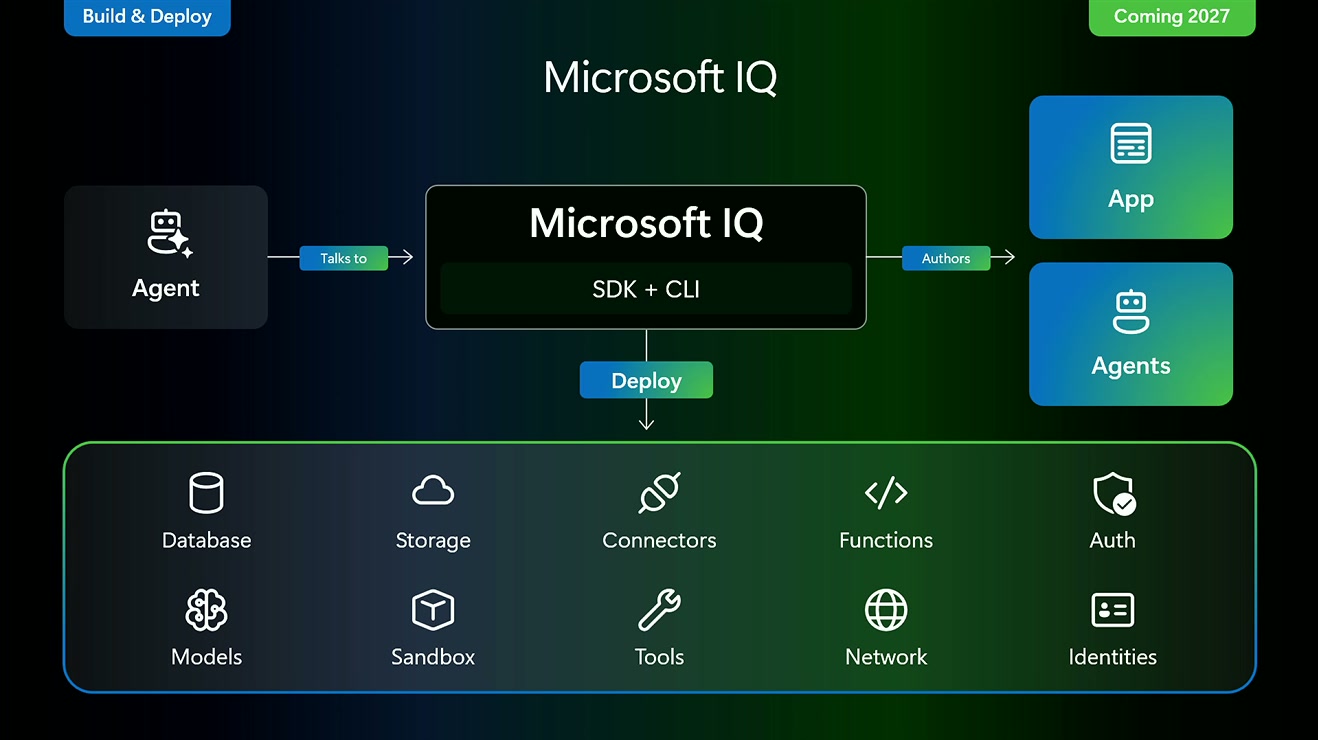 Build & Deploy
Coming 2027
Microsoft IQ
Agent
Talks to
Microsoft IQ
SDK + CLI
Authors
App
Agents
Deploy
Database
Storage
Connectors
Functions
Auth
Models
Sandbox
Tools
Network
Identities